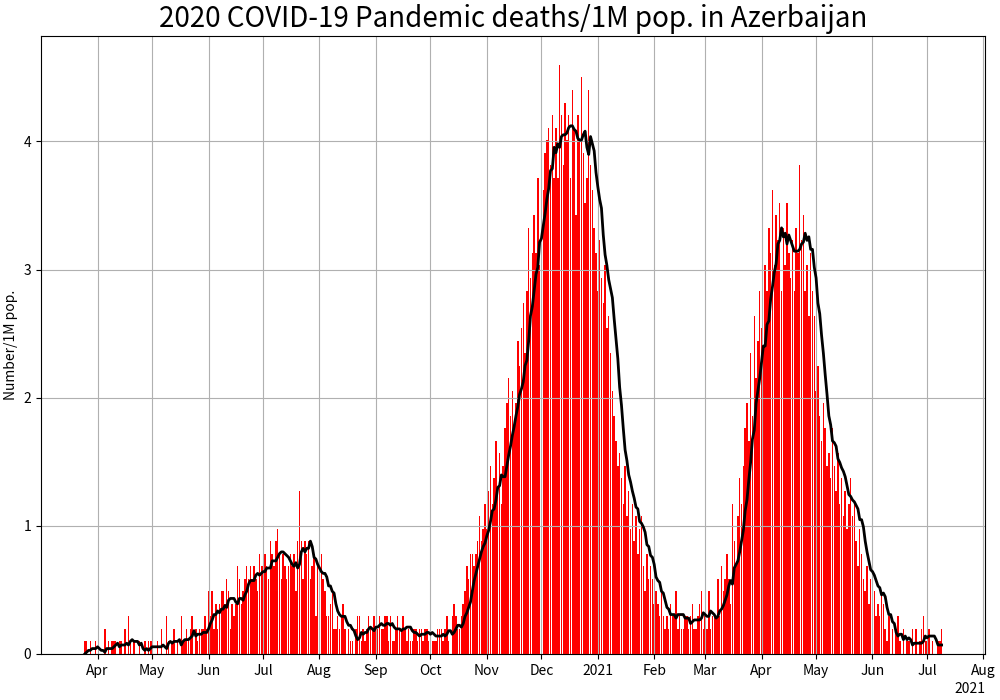 2020 COVID-19 Pandemic deaths/1M pop. in Azerbaijan
Number/1M pop.
4
3
2
1
0
Apr May Jun Jul Aug Sep Oct Nov Dec 2021 Feb Mar Apr May Jun Jul Aug
2021